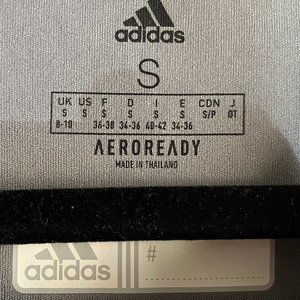 adidas
S
UK US F D I E CDN J
S S S S S S S/P OT
8-10 36-38 34-36 40-42 34-36
AEROREADY
MADE IN THAILAND
adidas #